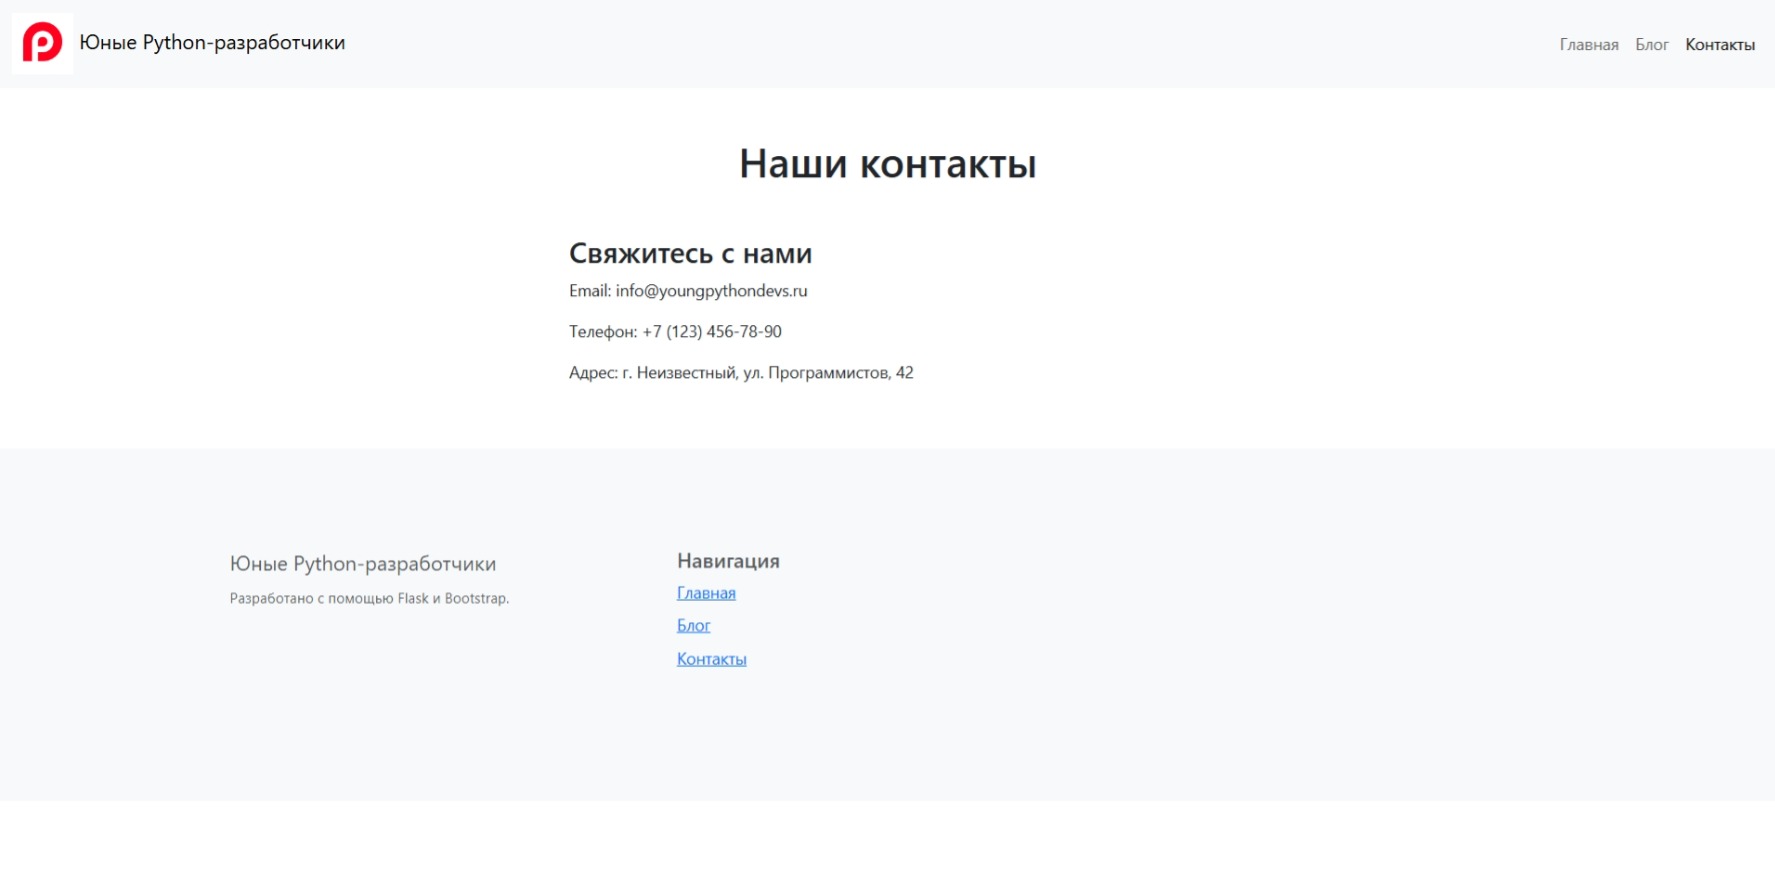 Юные Python-разработчики
Главная Блог Контакты
Наши контакты
Свяжитесь с нами
Email: info@youngpythondevs.ru
Телефон: +7 (123) 456-78-90
Адрес: г. Неизвестный, ул. Программистов, 42
Юные Python-разработчики
Разработано с помощью Flask и Bootstrap.
Навигация
Главная
Блог
Контакты